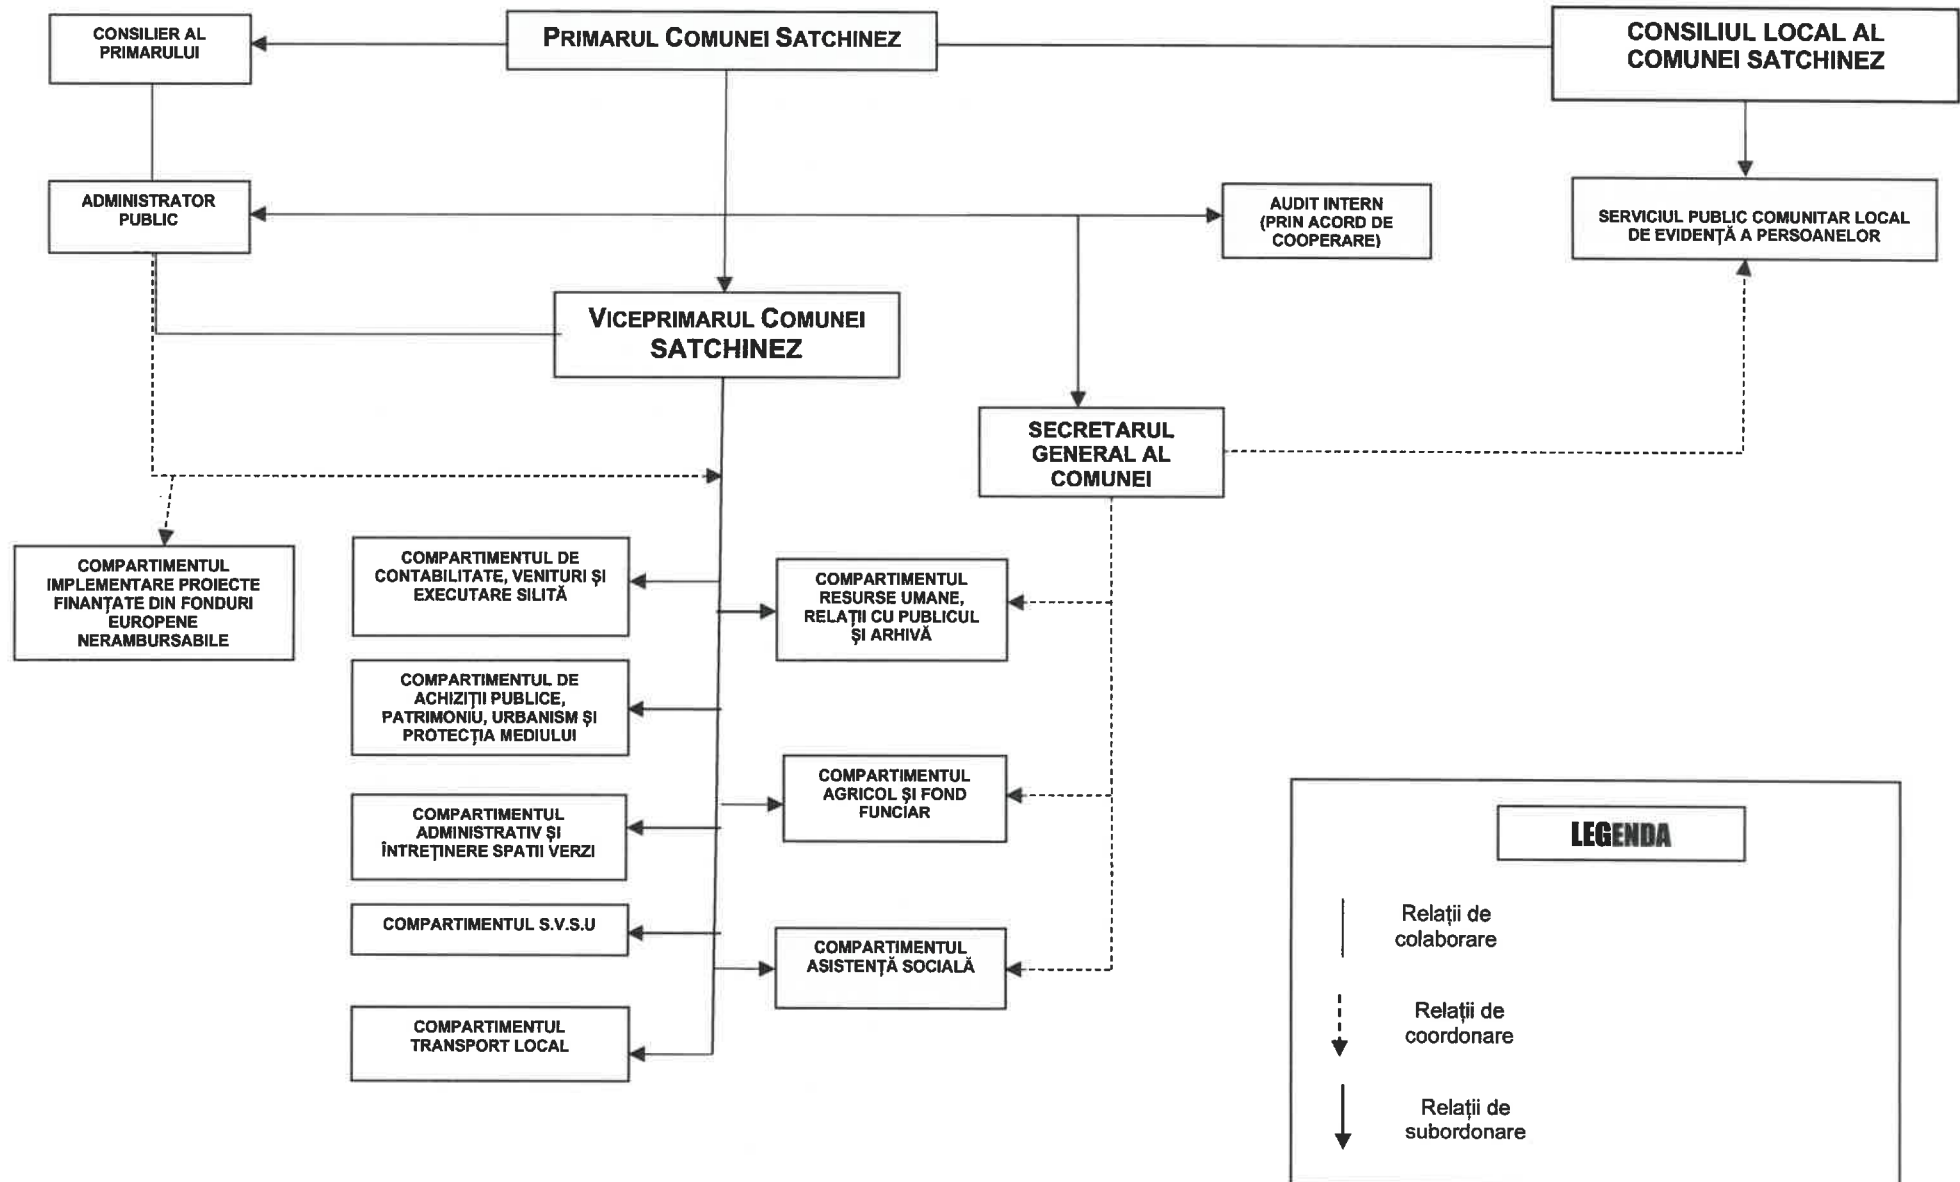 CONSILIER AL
PRIMARULUI
PRIMARUL COMUNEI SATCHINEZ
CONSILIUL LOCAL AL
COMUNEI SATCHINEZ
ADMINISTRATOR
PUBLIC
AUDIT INTERN
(PRIN ACORD DE
COOPERARE)
SERVICIUL PUBLIC COMUNITAR LOCAL
DE EVIDENȚĂ A PERSOANELOR
VICEPRIMARUL COMUNEI
SATCHINEZ
SECRETARUL
GENERAL AL
COMUNEI
COMPARTIMENTUL
IMPLEMENTARE PROIECTE
FINANȚATE DIN FONDURI
EUROPENE
NERAMBURSABILE
COMPARTIMENTUL DE
CONTABILITATE, VENITURI ȘI
EXECUTARE SILITĂ
COMPARTIMENTUL
RESURSE UMANE,
RELAȚII CU PUBLICUL
ȘI ARHIVĂ
COMPARTIMENTUL DE
ACHIZIȚII PUBLICE,
PATRIMONIU, URBANISM ȘI
PROTECȚIA MEDIULUI
COMPARTIMENTUL
AGRICOL ȘI FOND
FUNCIAR
COMPARTIMENTUL
ADMINISTRATIV ȘI
ÎNTREȚINERE SPATII VERZI
COMPARTIMENTUL S.V.S.U
COMPARTIMENTUL
ASISTENȚĂ SOCIALĂ
COMPARTIMENTUL
TRANSPORT LOCAL
LEGENDA
Relații de
colaborare
Relații de
coordonare
Relații de
subordonare